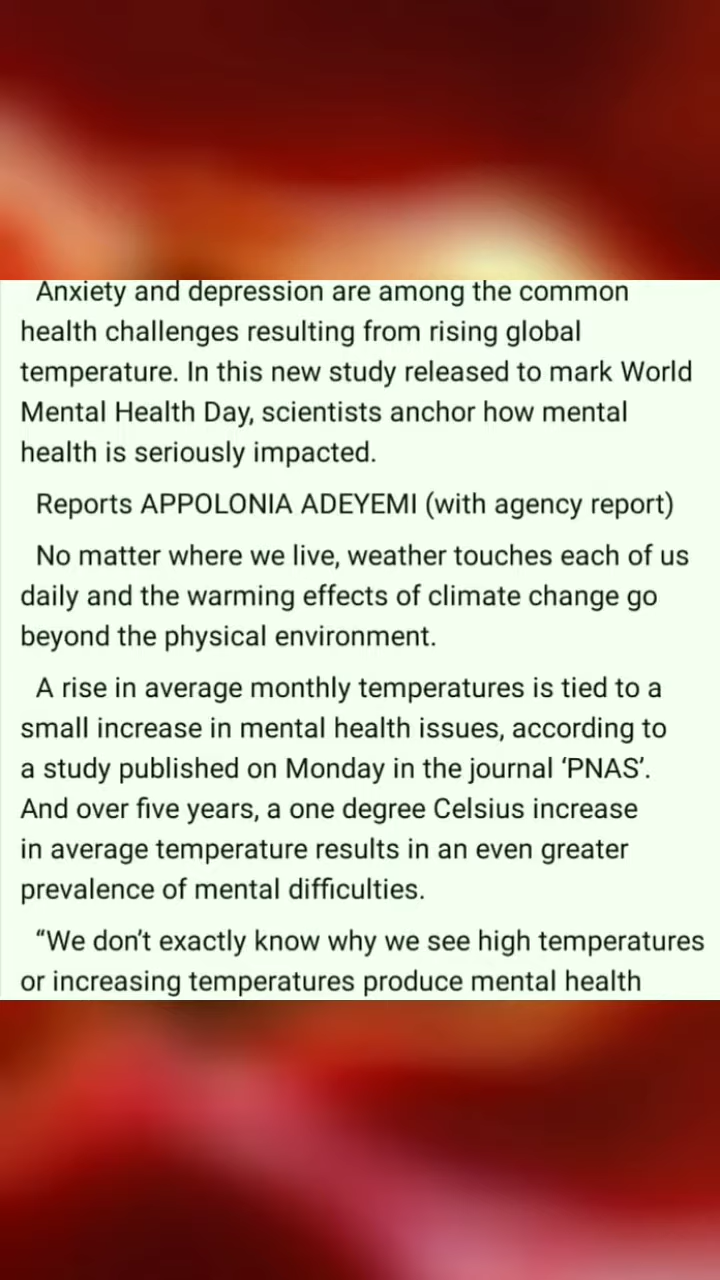 Anxiety and depression are among the common
health challenges resulting from rising global
temperature. In this new study released to mark World
Mental Health Day, scientists anchor how mental
health is seriously impacted.
Reports APPOLONIA ADEYEMI (with agency report)
No matter where we live, weather touches each of us
daily and the warming effects of climate change go
beyond the physical environment.
A rise in average monthly temperatures is tied to a
small increase in mental health issues, according to
a study published on Monday in the journal ‘PNAS’.
And over five years, a one degree Celsius increase
in average temperature results in an even greater
prevalence of mental difficulties.
“We don’t exactly know why we see high temperatures
or increasing temperatures produce mental health